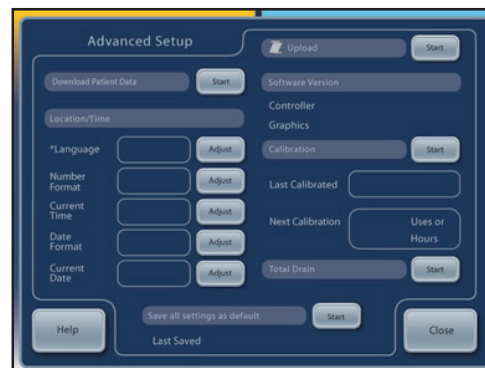 Advanced Setup
Download Patient Data
Start
Location/Time
*Language
Adjust
Number
Format
Adjust
Current
Time
Adjust
Date
Format
Adjust
Current
Date
Adjust
Upload
Start
Software Version
Controller
Graphics
Calibration
Start
Last Calibrated
Next Calibration
Uses or
Hours
Total Drain
Start
Help
Save all settings as default
Start
Last Saved
Close